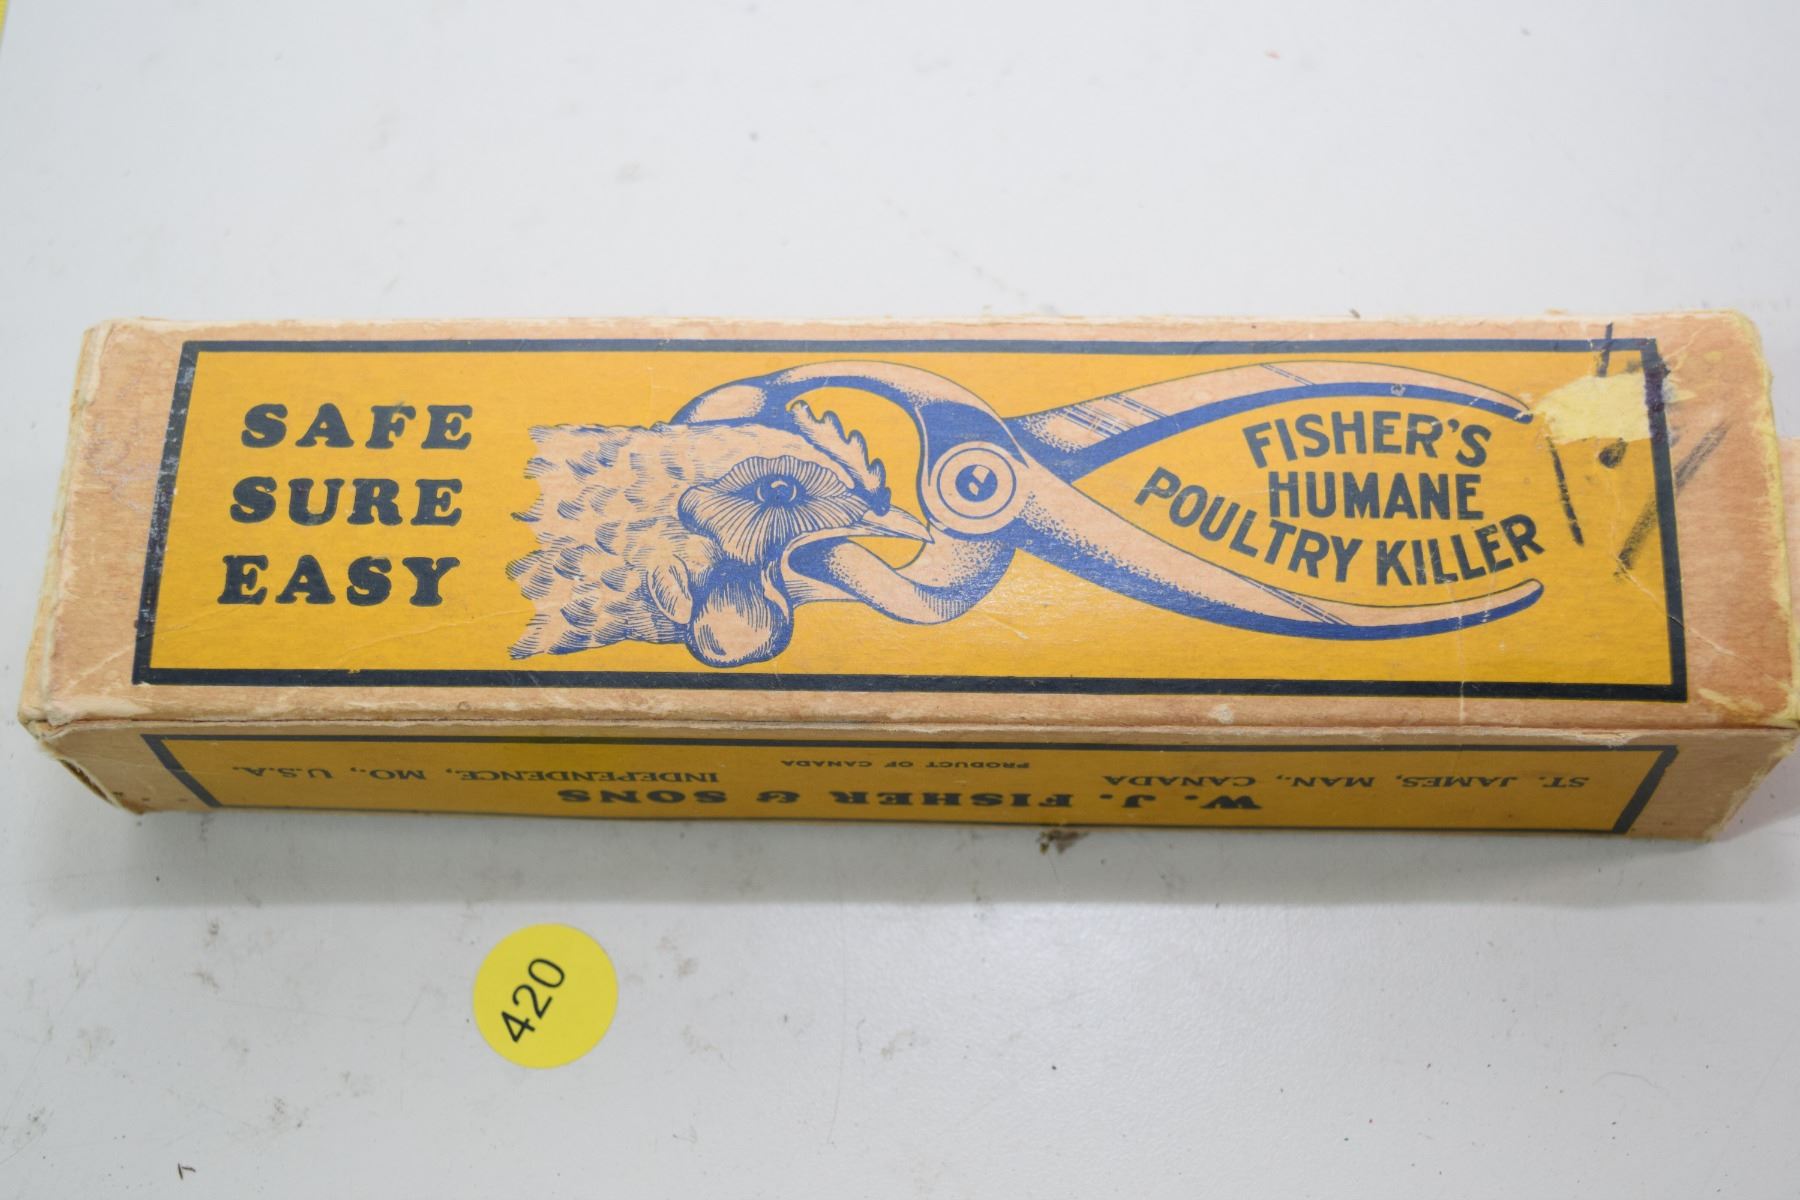 SAFE
SURE
EASY
FISHER'S
HUMANE
POULTRY KILLER
W. J. FISHER & SONS
ST. JAMES, MAN., CANADA
PRODUCT OF CANADA
INDEPENDENCE, MO., U.S.A.
420